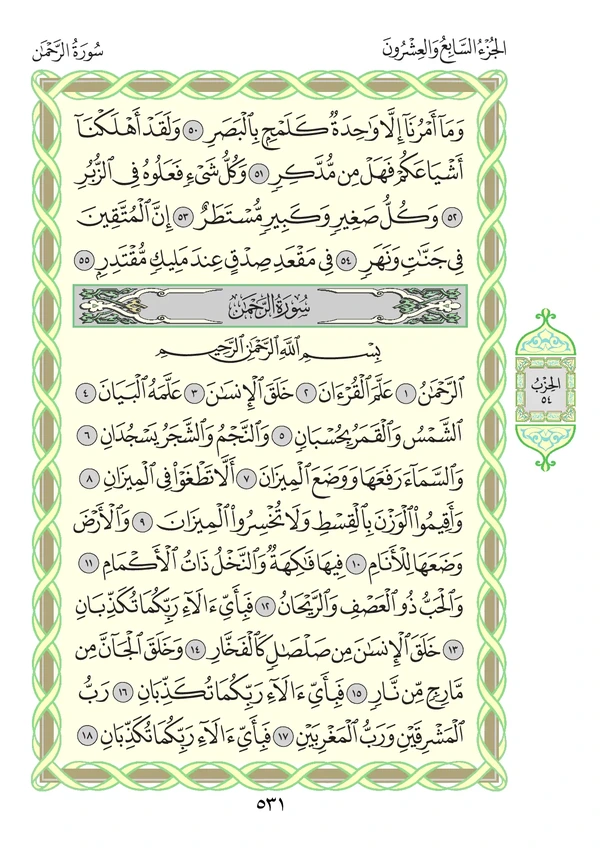 الجُزْءُ السَّابِعُ وَالعِشْرُونَ
سُورَةُ الرَّحْمَٰن
وَمَآ أَمْرُنَآ إِلَّا وَٰحِدَةٌ كَلَمْحٍۭ بِٱلْبَصَرِ ٥٠ وَلَقَدْ أَهْلَكْنَآ
أَشْيَاعَكُمْ فَهَلْ مِن مُّدَّكِرٍ ٥١ وَكُلُّ شَىْءٍ فَعَلُوهُ فِى ٱلزُّبُرِ
٥٢ وَكُلُّ صَغِيرٍ وَكَبِيرٍ مُّسْتَطَرٌ ٥٣ إِنَّ ٱلْمُتَّقِينَ
فِى جَنَّٰتٍ وَنَهَرٍ ٥٤ فِى مَقْعَدِ صِدْقٍ عِندَ مَلِيكٍ مُّقْتَدِرٍۭ ٥٥
سُورَةُ الرَّحْمَٰن
بِسْمِ ٱللَّهِ ٱلرَّحْمَٰنِ ٱلرَّحِيمِ
ٱلرَّحْمَٰنُ ١ عَلَّمَ ٱلْقُرْءَانَ ٢ خَلَقَ ٱلْإِنسَٰنَ ٣ عَلَّمَهُ ٱلْبَيَانَ ٤
ٱلشَّمْسُ وَٱلْقَمَرُ بِحُسْبَانٍ ٥ وَٱلنَّجْمُ وَٱلشَّجَرُ يَسْجُدَانِ ٦
وَٱلسَّمَآءَ رَفَعَهَا وَوَضَعَ ٱلْمِيزَانَ ٧ أَلَّا تَطْغَوْا۟ فِى ٱلْمِيزَانِ ٨
وَأَقِيمُوا۟ ٱلْوَزْنَ بِٱلْقِسْطِ وَلَا تُخْسِرُوا۟ ٱلْمِيزَانَ ٩ وَٱلْأَرْضَ
وَضَعَهَا لِلْأَنَامِ ١٠ فِيهَا فَٰكِهَةٌ وَٱلنَّخْلُ ذَاتُ ٱلْأَكْمَامِ ١١
وَٱلْحَبُّ ذُو ٱلْعَصْفِ وَٱلرَّيْحَانُ ١٢ فَبِأَىِّ ءَالَآءِ رَبِّكُمَا تُكَذِّبَانِ
١٣ خَلَقَ ٱلْإِنسَٰنَ مِن صَلْصَٰلٍ كَٱلْفَخَّارِ ١٤ وَخَلَقَ ٱلْجَآنَّ مِن
مَّارِجٍ مِّن نَّارٍ ١٥ فَبِأَىِّ ءَالَآءِ رَبِّكُمَا تُكَذِّبَانِ ١٦ رَبُّ
ٱلْمَشْرِقَيْنِ وَرَبُّ ٱلْمَغْرِبَيْنِ ١٧ فَبِأَىِّ ءَالَآءِ رَبِّكُمَا تُكَذِّبَانِ ١٨
الحِزْبُ
٥٤
٥٣١